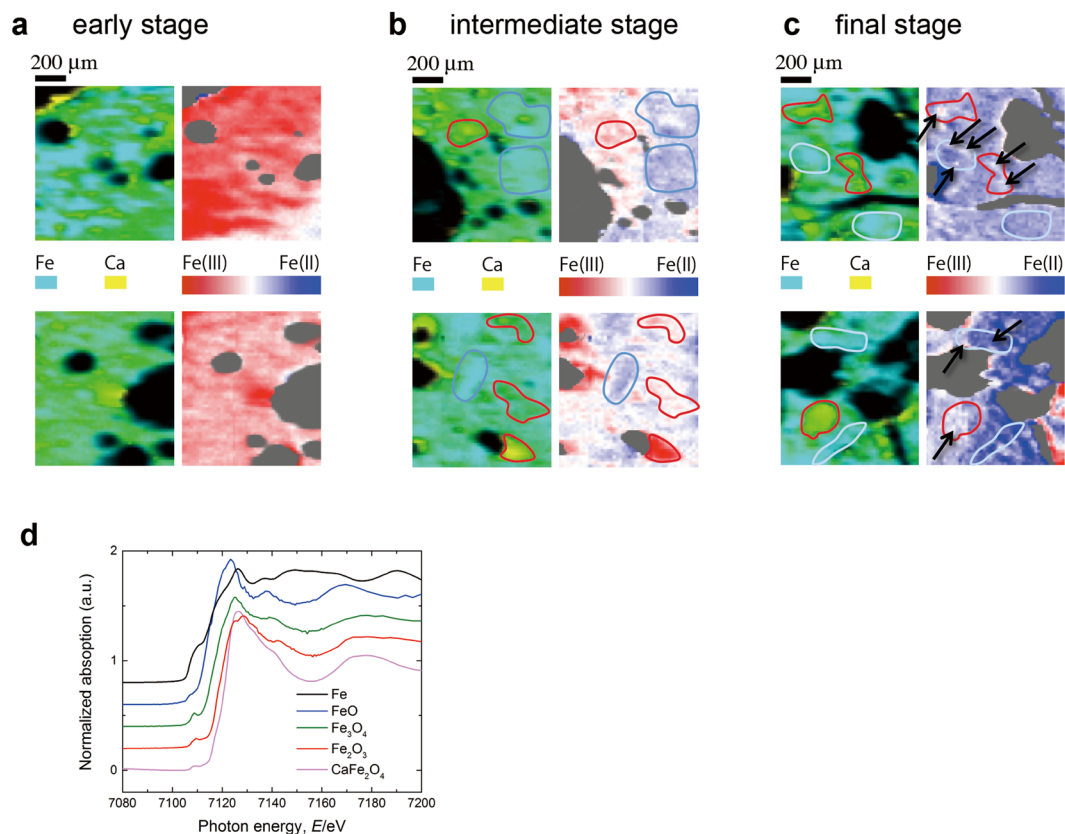 a early stage
b intermediate stage
c final stage
200 μm
200 μm
200 μm
Fe Ca Fe(III) Fe(II)
Fe Ca Fe(III) Fe(II)
Fe Ca Fe(III) Fe(II)
d
Normalized absoption (a.u.)
2
1
0
Fe
FeO
Fe3O4
Fe2O3
CaFe2O4
7080 7100 7120 7140 7160 7180 7200
Photon energy, E/eV